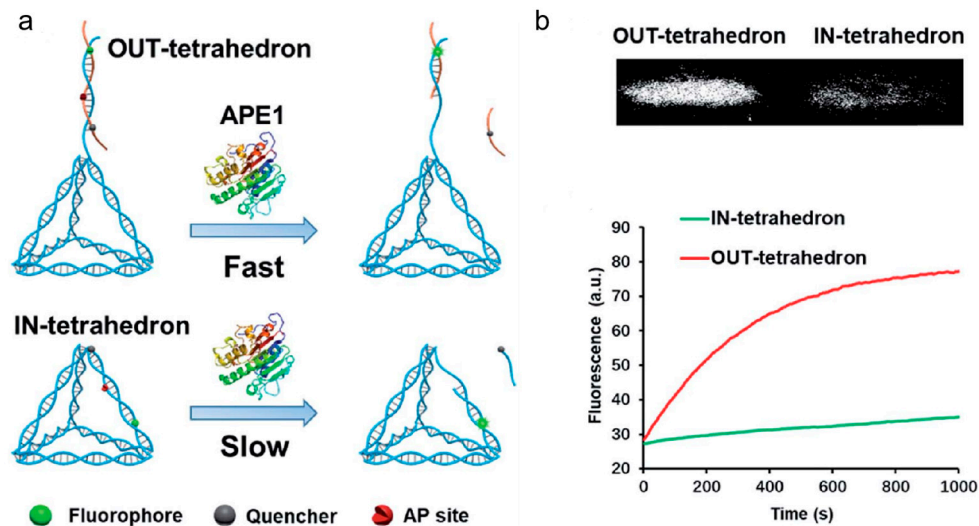 a
OUT-tetrahedron
APE1
Fast
IN-tetrahedron
Slow
Fluorophore Quencher AP site
b
OUT-tetrahedron IN-tetrahedron
IN-tetrahedron
OUT-tetrahedron
Fluorescence (a.u.)
90
80
70
60
50
40
30
20
0 200 400 600 800 1000
Time (s)